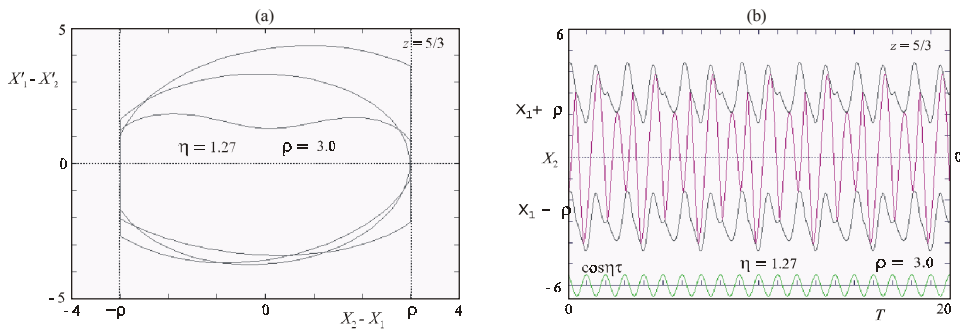 (a)
5
z = 5/3
X′₁ - X′₂
η = 1.27
ρ = 3.0
0
-5
-4
-ρ
0
ρ
4
X₂ - X₁
(b)
6
z = 5/3
X₁ + ρ
X₂
0
X₁ - ρ
cosητ
η = 1.27
ρ = 3.0
-6
0
T
20